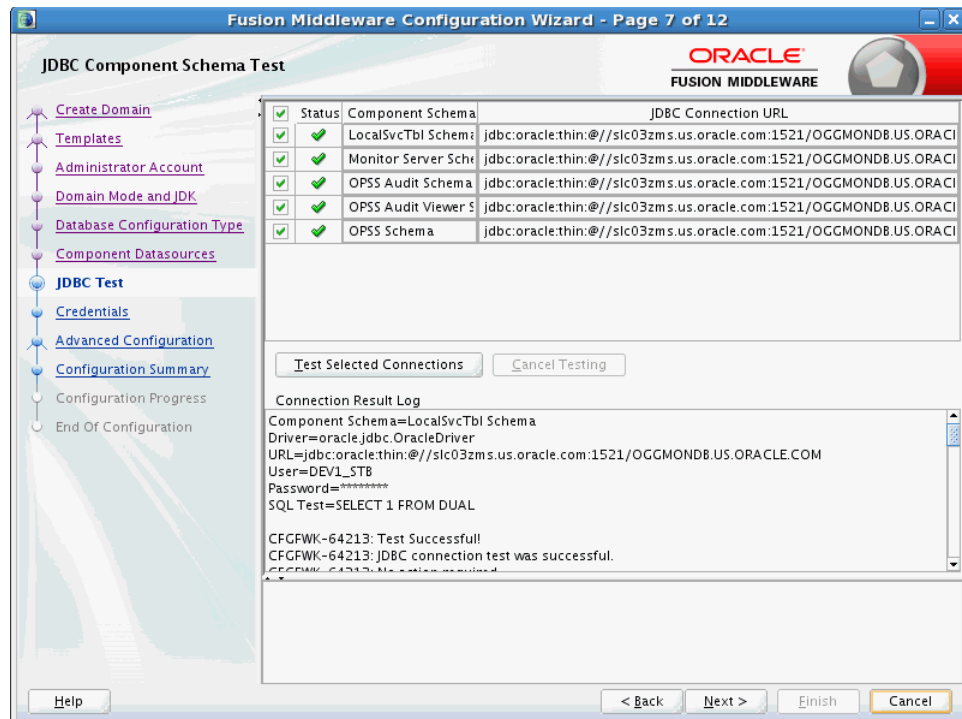 Fusion Middleware Configuration Wizard - Page 7 of 12
JDBC Component Schema Test
ORACLE
FUSION MIDDLEWARE
Create Domain
Templates
Administrator Account
Domain Mode and JDK
Database Configuration Type
Component Datasources
JDBC Test
Credentials
Advanced Configuration
Configuration Summary
Configuration Progress
End Of Configuration
Status Component Schema JDBC Connection URL
LocalSvcTbl Schema jdbc:oracle:thin:@//slc03zms.us.oracle.com:1521/OGGMONDB.US.ORACI
Monitor Server Sche jdbc:oracle:thin:@//slc03zms.us.oracle.com:1521/OGGMONDB.US.ORACI
OPSS Audit Schema jdbc:oracle:thin:@//slc03zms.us.oracle.com:1521/OGGMONDB.US.ORACI
OPSS Audit Viewer S jdbc:oracle:thin:@//slc03zms.us.oracle.com:1521/OGGMONDB.US.ORACI
OPSS Schema jdbc:oracle:thin:@//slc03zms.us.oracle.com:1521/OGGMONDB.US.ORACI
Test Selected Connections Cancel Testing
Connection Result Log
Component Schema=LocalSvcTbl Schema
Driver=oracle.jdbc.OracleDriver
URL=jdbc:oracle:thin:@//slc03zms.us.oracle.com:1521/OGGMONDB.US.ORACLE.COM
User=DEV1_STB
Password=********
SQL Test=SELECT 1 FROM DUAL
CFGFWK-64213: Test Successful!
CFGFWK-64213: JDBC connection test was successful.
CFGFWK-64213: No action required
Help < Back Next > Finish Cancel